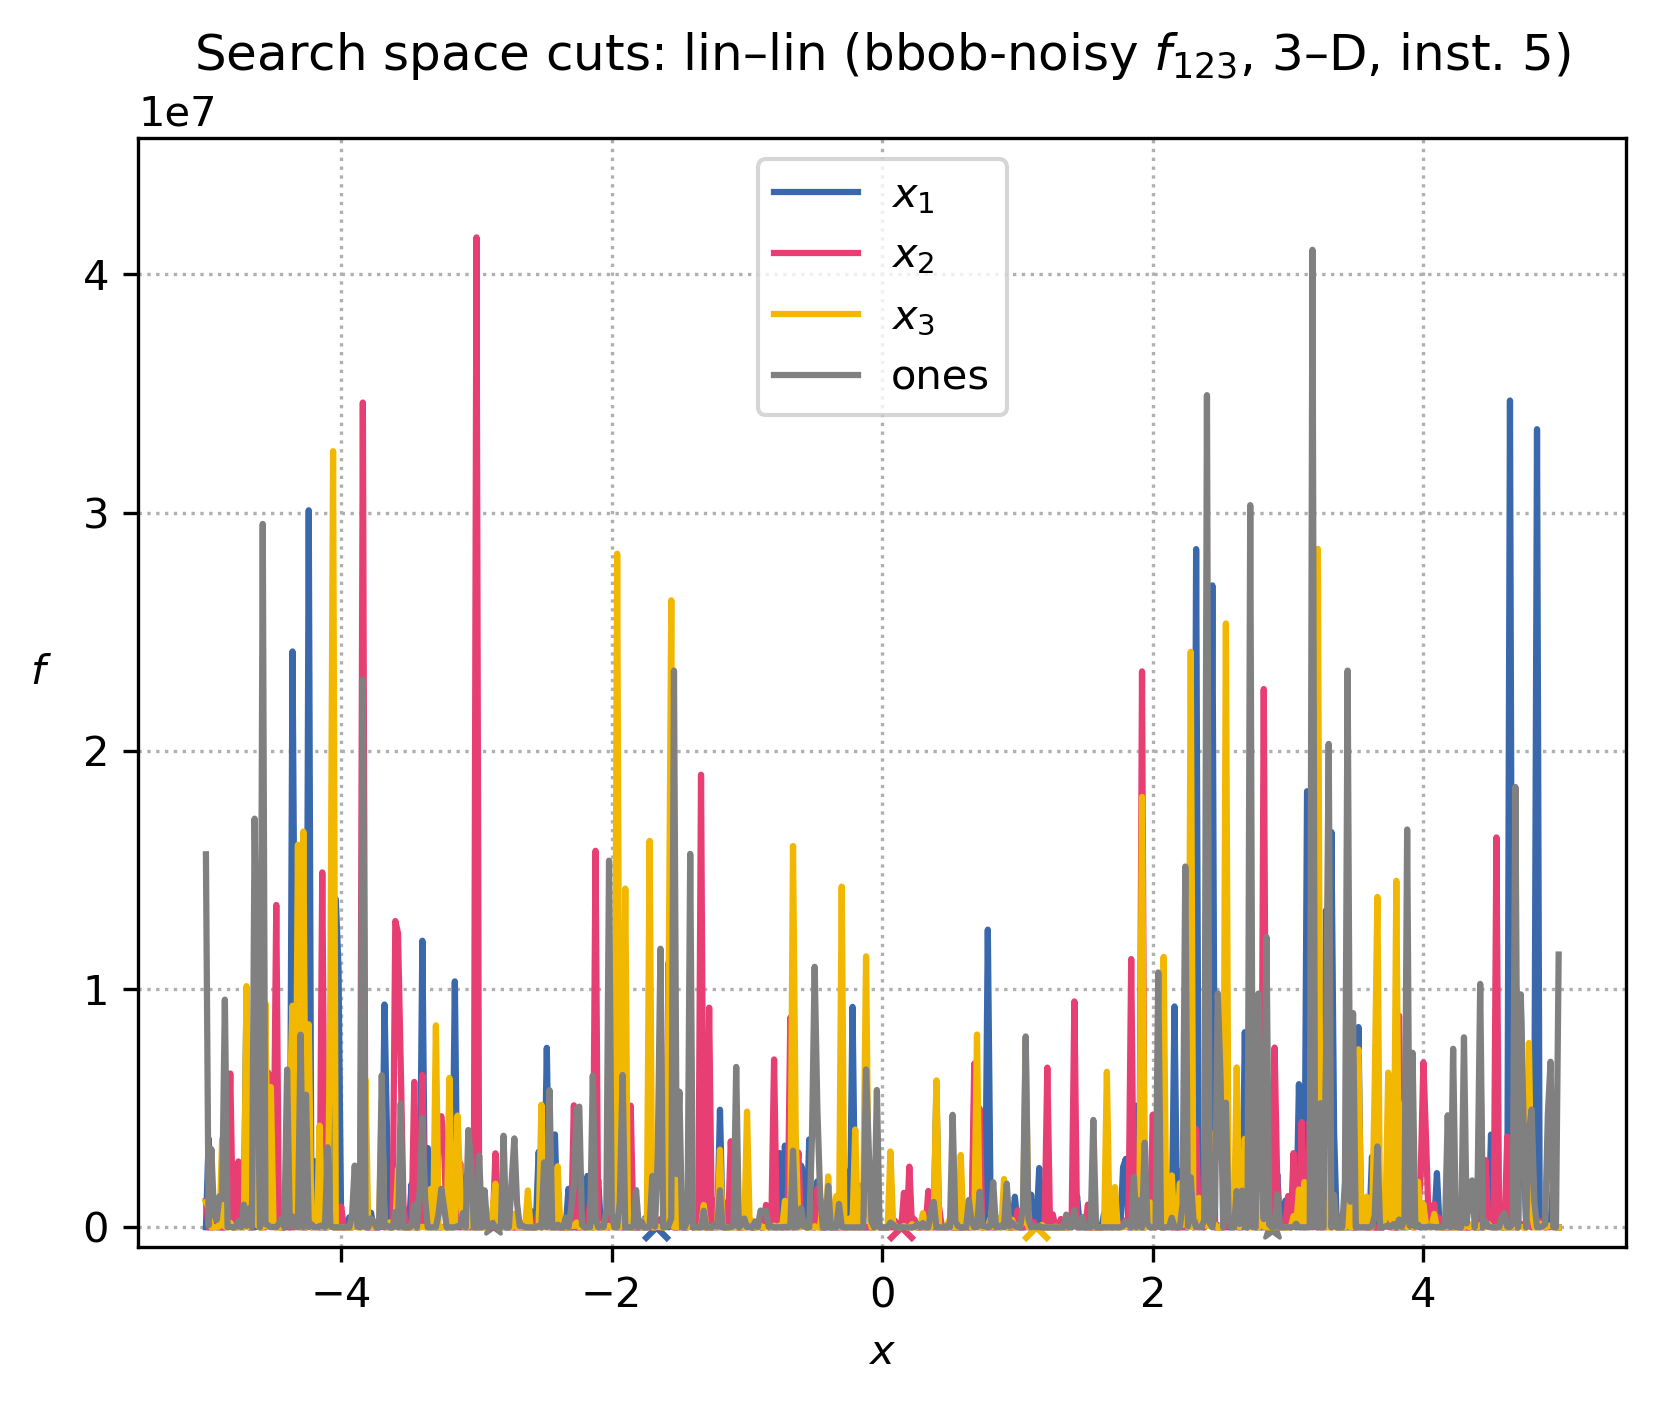 Search space cuts: lin–lin (bbob-noisy f₁₂₃, 3–D, inst. 5)
1e7
x₁
x₂
x₃
ones
4
3
2
1
0
f
−4 −2 0 2 4
x